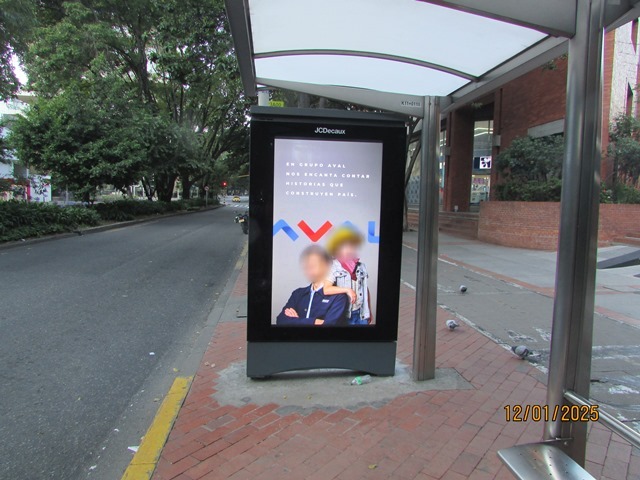 JCDecaux
EN GRUPO AVAL
NOS ENCANTA CONTAR
HISTORIAS QUE
CONSTRUYEN PAÍS.
AVAL
12/01/2025